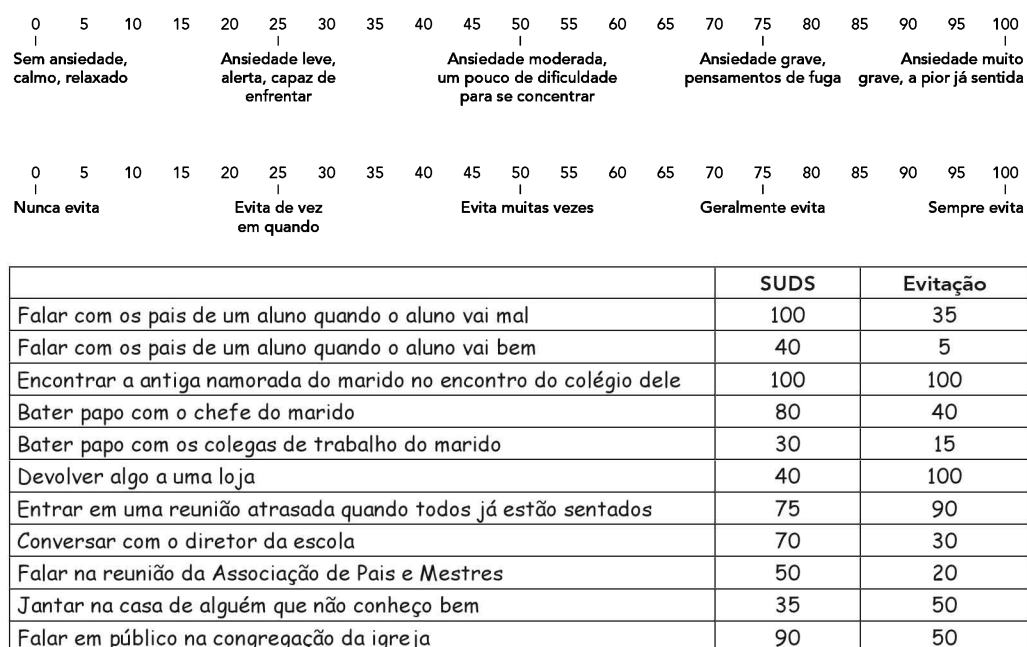 0 5 10 15 20 25 30 35 40 45 50 55 60 65 70 75 80 85 90 95 100
Sem ansiedade, Ansiedade leve, Ansiedade moderada, Ansiedade grave, Ansiedade muito
calmo, relaxado alerta, capaz de um pouco de dificuldade pensamentos de fuga grave, a pior já sentida
enfrentar para se concentrar
0 5 10 15 20 25 30 35 40 45 50 55 60 65 70 75 80 85 90 95 100
Nunca evita Evita de vez Evita muitas vezes Geralmente evita Sempre evita
em quando
SUDS Evitação
Falar com os pais de um aluno quando o aluno vai mal 100 35
Falar com os pais de um aluno quando o aluno vai bem 40 5
Encontrar a antiga namorada do marido no encontro do colégio dele 100 100
Bater papo com o chefe do marido 80 40
Bater papo com os colegas de trabalho do marido 30 15
Devolver algo a uma loja 40 100
Entrar em uma reunião atrasada quando todos já estão sentados 75 90
Conversar com o diretor da escola 70 30
Falar na reunião da Associação de Pais e Mestres 50 20
Jantar na casa de alguém que não conheço bem 35 50
Falar em público na congregação da igreja 90 50